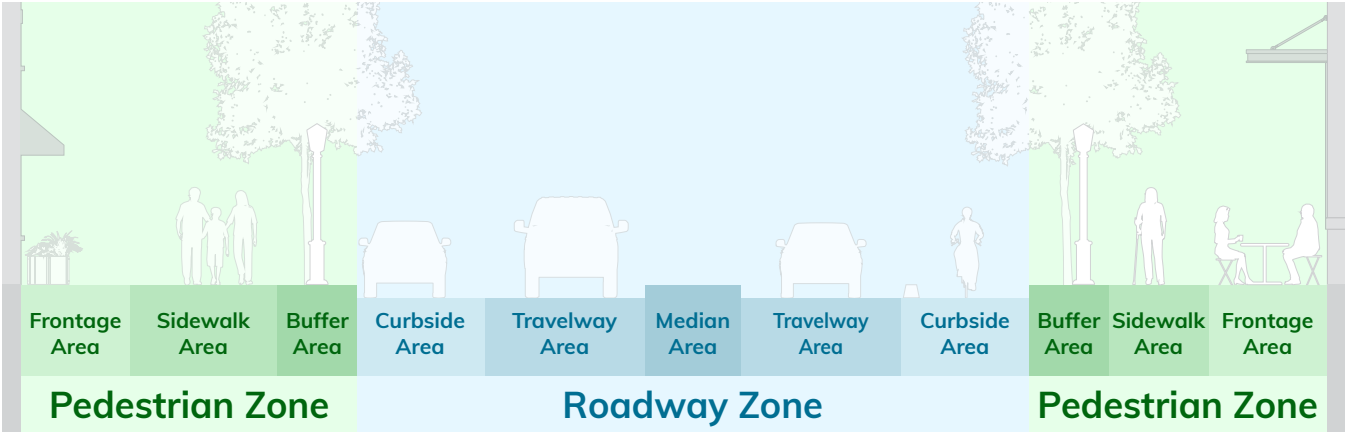 Frontage
Area
Sidewalk
Area
Buffer
Area
Curbside
Area
Travelway
Area
Median
Area
Travelway
Area
Curbside
Area
Buffer
Area
Sidewalk
Area
Frontage
Area
Pedestrian Zone
Roadway Zone
Pedestrian Zone